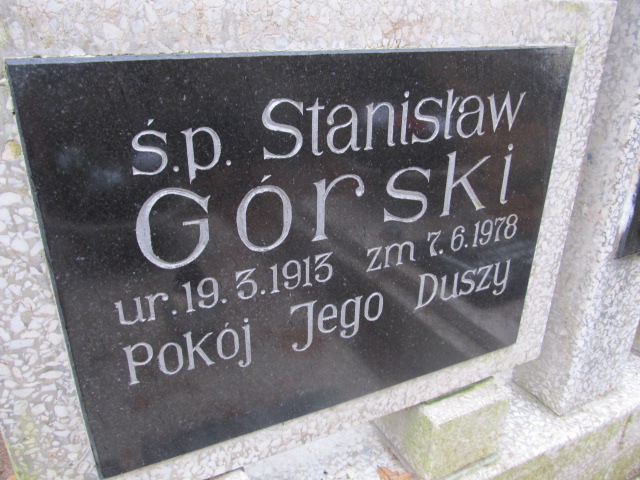 ś.p. Stanisław
Górski
ur. 19.3.1913 zm 7.6.1978
Pokój Jego Duszy